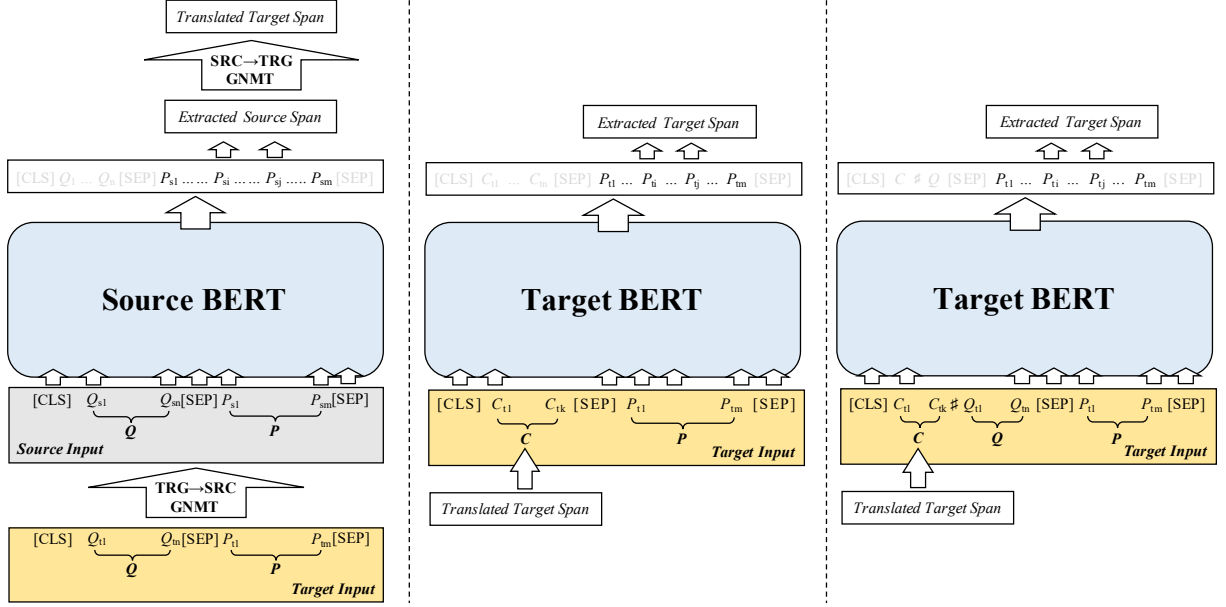 Translated Target Span
SRC→TRG
GNMT
Extracted Source Span
[CLS] Q1 ... Qn [SEP] Ps1 ... ... Psi ... ... Psj ..... Psm [SEP]
Source BERT
[CLS] Qs1 Qsn [SEP] Ps1 Psm [SEP]
Q P
Source Input
TRG→SRC
GNMT
[CLS] Qt1 Qtn [SEP] Pt1 Ptm [SEP]
Q P
Target Input
Extracted Target Span
[CLS] Ct1 ... Ctn [SEP] Pt1 ... Pti ... Ptj ... Ptm [SEP]
Target BERT
[CLS] Ct1 Ctk [SEP] Pt1 Ptm [SEP]
C P
Target Input
Translated Target Span
Extracted Target Span
[CLS] C ♯ Q [SEP] Pt1 ... Pti ... Ptj ... Ptm [SEP]
Target BERT
[CLS] Ct1 Ctk ♯ Qt1 Qtn [SEP] Pt1 Ptm [SEP]
C Q P
Target Input
Translated Target Span